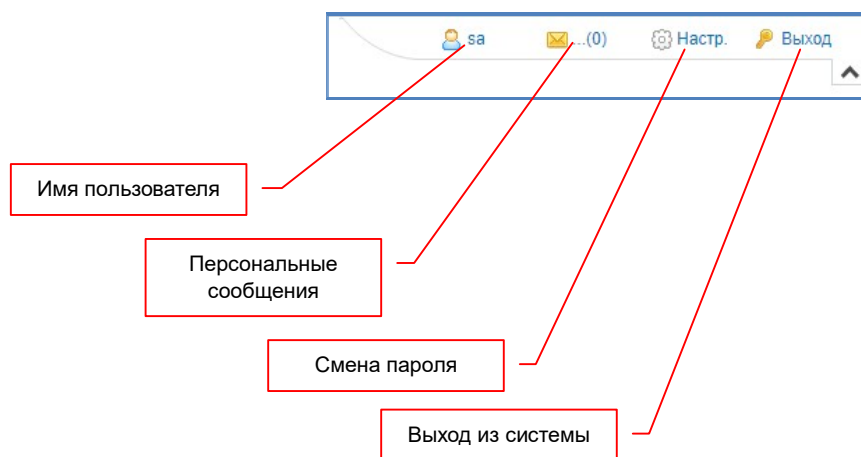 sa ...(0) Настр. Выход
Имя пользователя
Персональные
сообщения
Смена пароля
Выход из системы